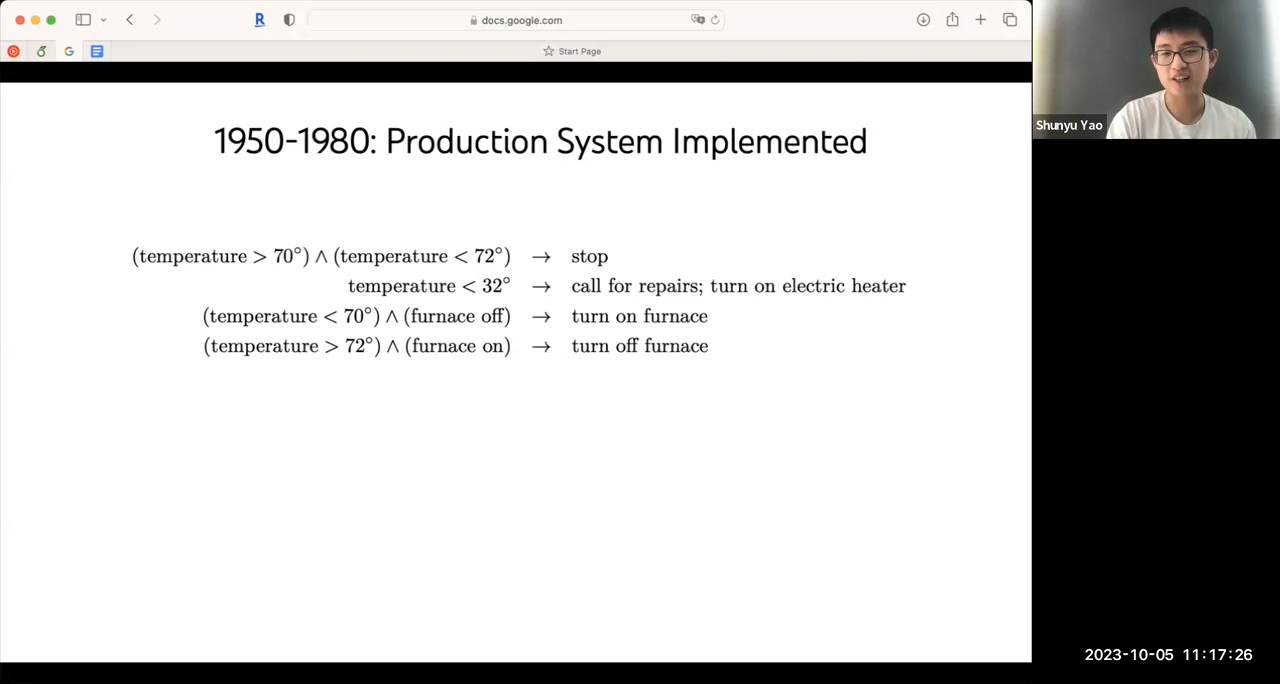 docs.google.com
Start Page
Shunyu Yao
1950-1980: Production System Implemented
(temperature > 70°) ∧ (temperature < 72°) → stop
temperature < 32° → call for repairs; turn on electric heater
(temperature < 70°) ∧ (furnace off) → turn on furnace
(temperature > 72°) ∧ (furnace on) → turn off furnace
2023-10-05 11:17:26